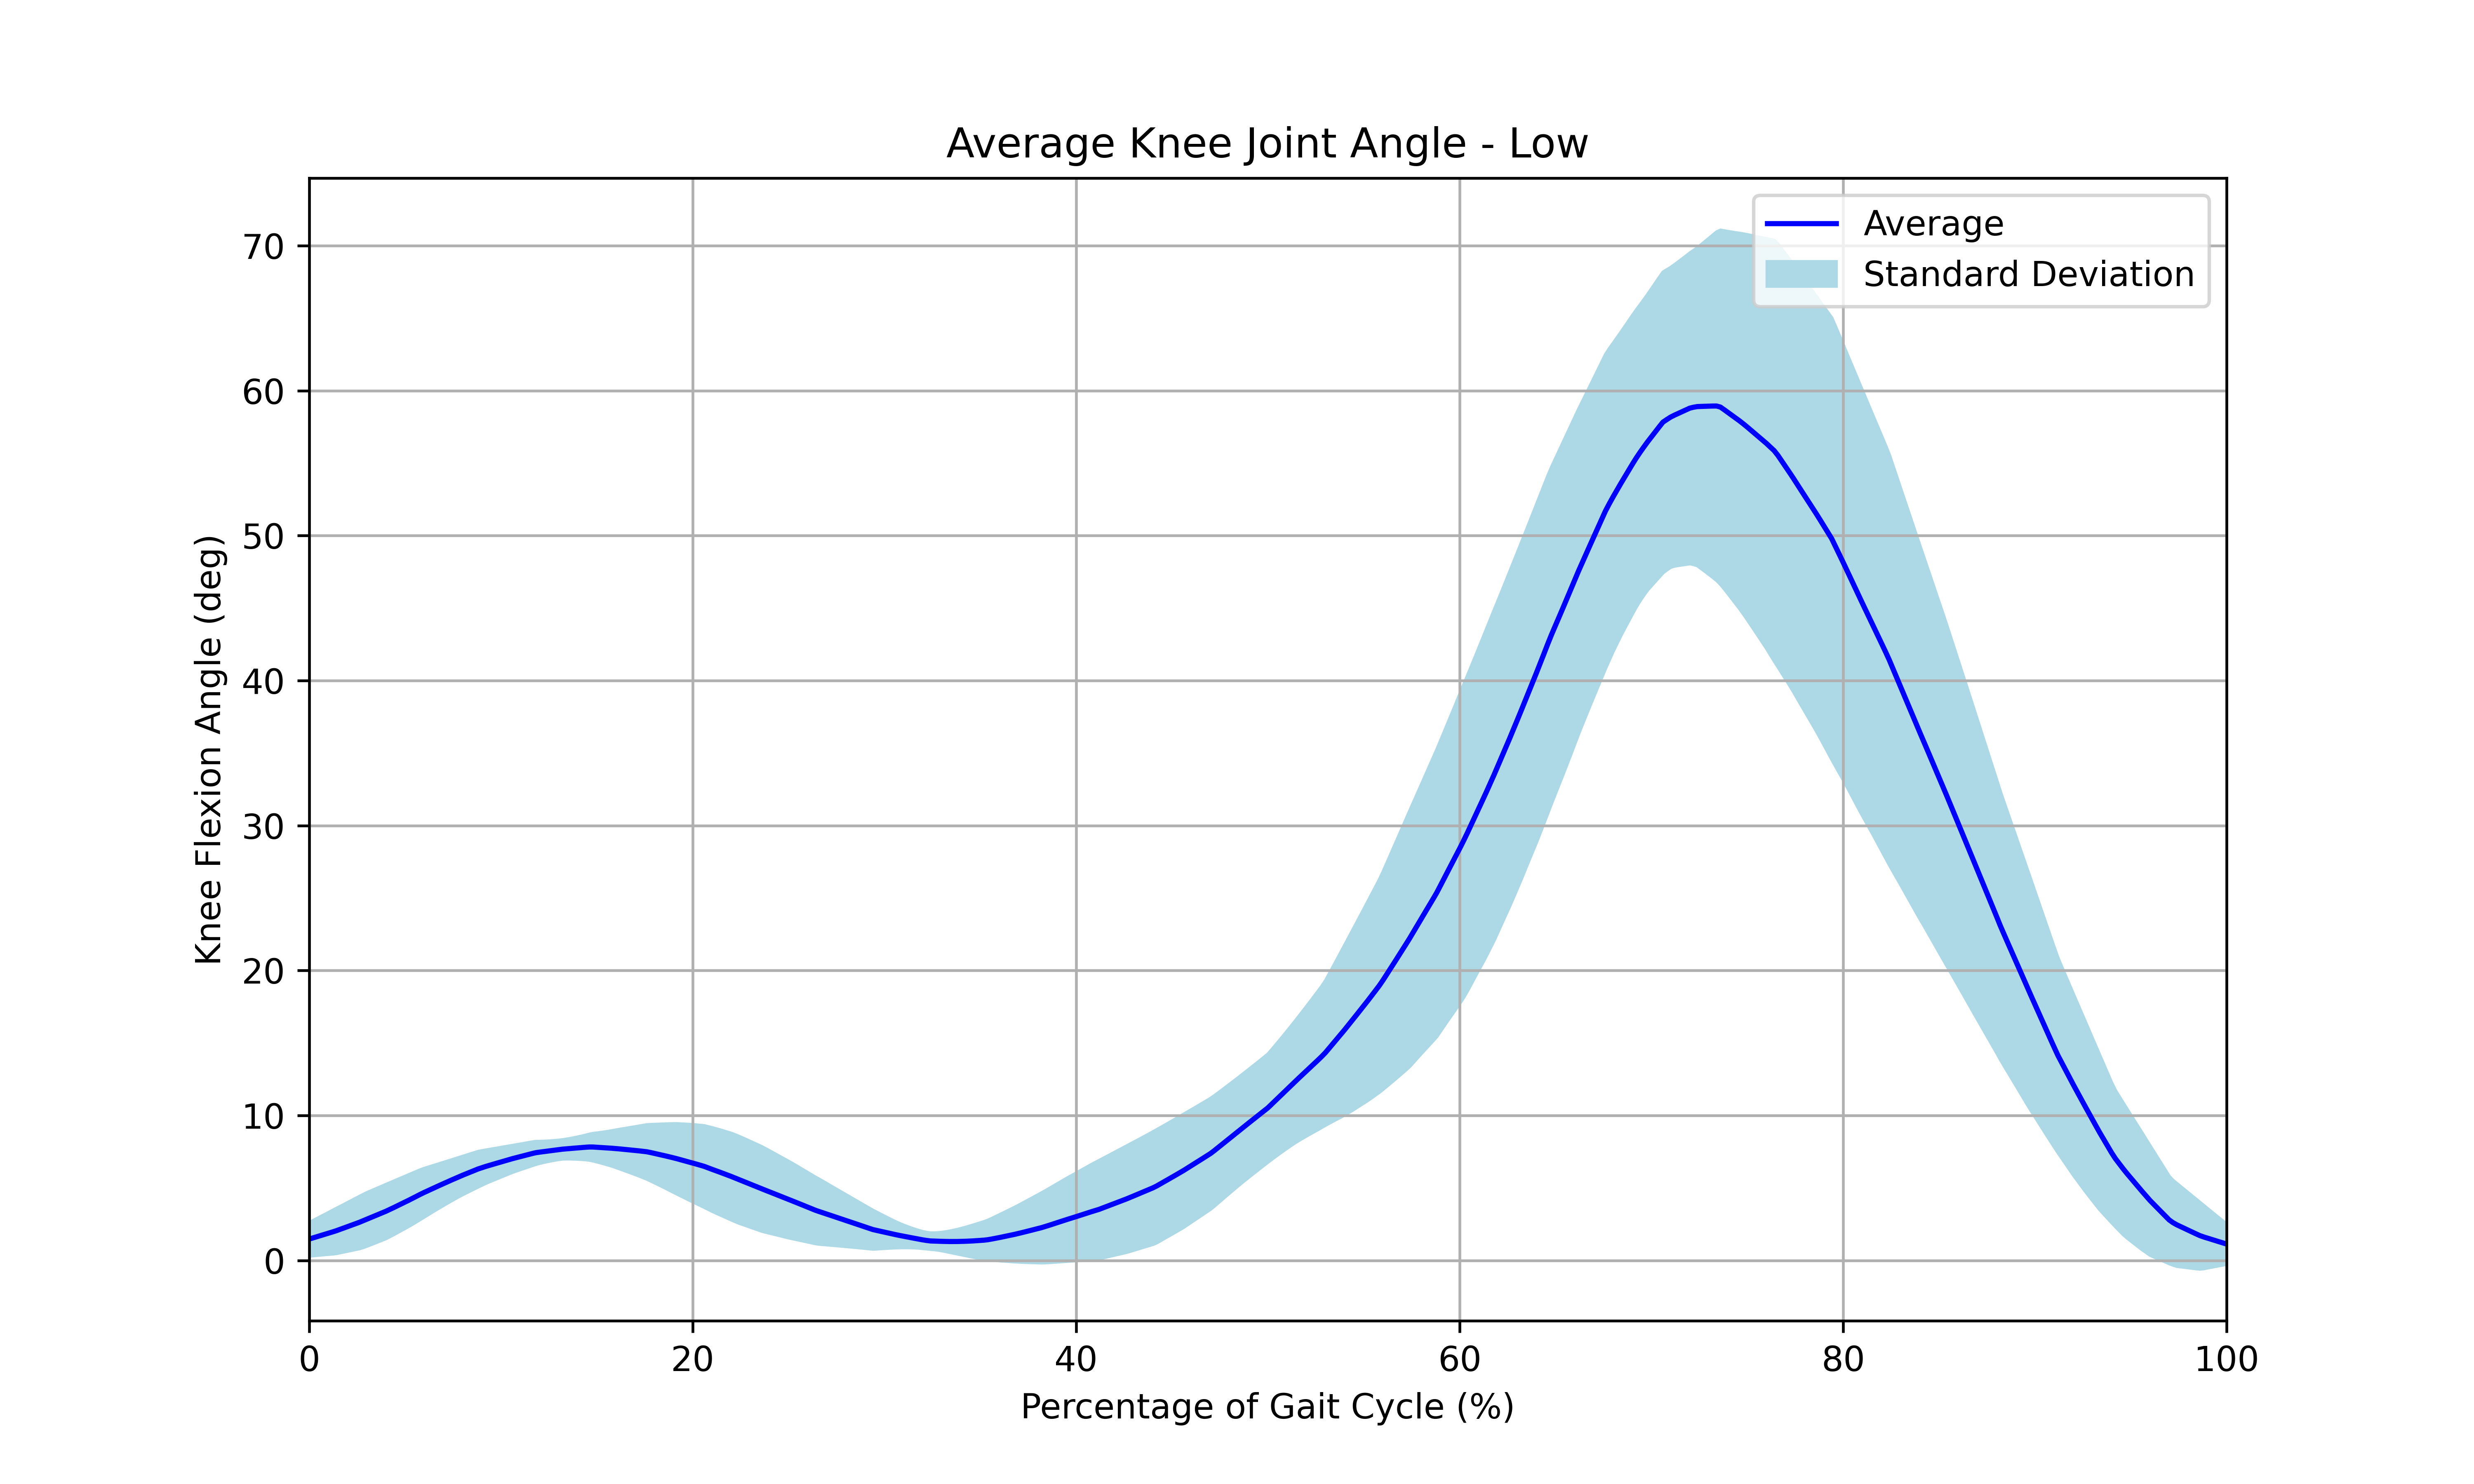 Average Knee Joint Angle - Low
Average
Standard Deviation
70
60
50
40
30
20
10
0
Knee Flexion Angle (deg)
0 20 40 60 80 100
Percentage of Gait Cycle (%)